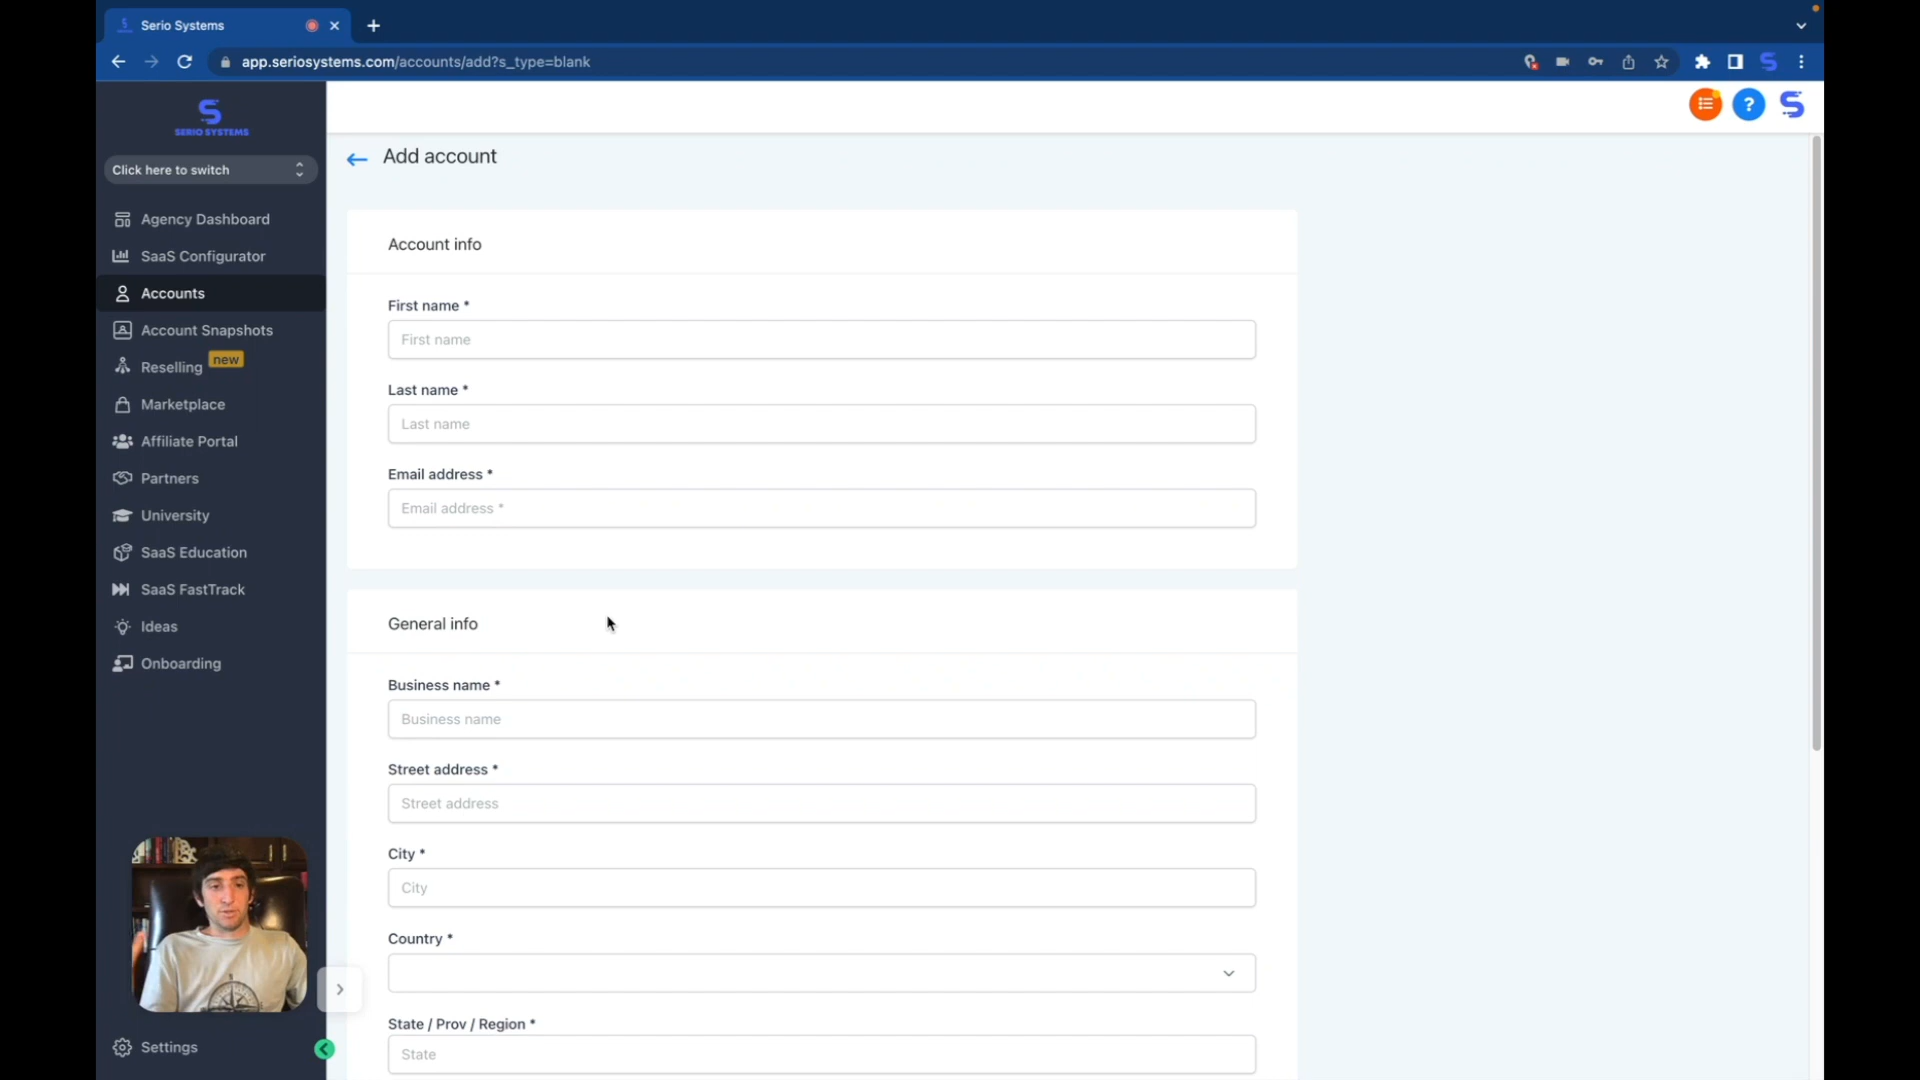 Serio Systems
app.seriosystems.com/accounts/add?s_type=blank
SERIO SYSTEMS
?
Click here to switch
Agency Dashboard
SaaS Configurator
Accounts
Account Snapshots
Reselling new
Marketplace
Affiliate Portal
Partners
University
SaaS Education
SaaS FastTrack
Ideas
Onboarding
Settings
Add account
Account info
First name *
First name
Last name *
Last name
Email address *
Email address *
General info
Business name *
Business name
Street address *
Street address
City *
City
Country *
State / Prov / Region *
State